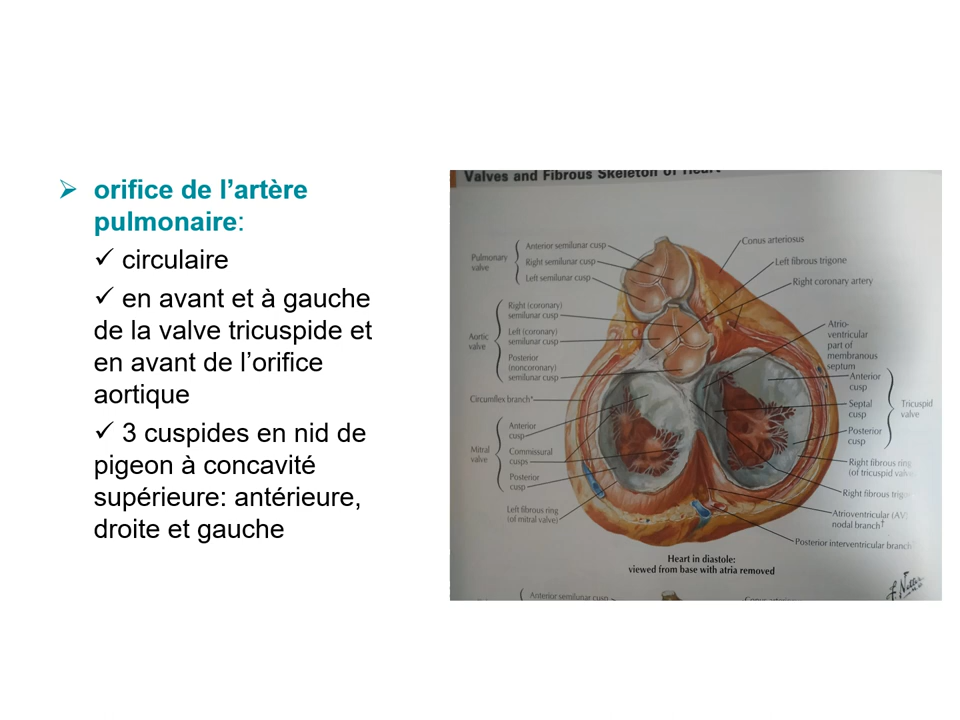 orifice de l'artère
pulmonaire:
circulaire
en avant et à gauche
de la valve tricuspide et
en avant de l'orifice
aortique
3 cuspides en nid de
pigeon à concavité
supérieure: antérieure,
droite et gauche
Valves and Fibrous Skeleton of Heart
Pulmonary
valve
Anterior semilunar cusp
Right semilunar cusp
Left semilunar cusp
Aortic
valve
Right (coronary)
semilunar cusp
Left (coronary)
semilunar cusp
Posterior
(noncoronary)
semilunar cusp
Circumflex branch*
Mitral
valve
Anterior
cusp
Commissural
cusps
Posterior
cusp
Left fibrous ring
(of mitral valve)
Conus arteriosus
Left fibrous trigone
Right coronary artery
Atrio-
ventricular
part of
membranous
septum
Anterior
cusp
Septal
cusp
Posterior
cusp
Tricuspid
valve
Right fibrous ring
(of tricuspid valve
Right fibrous trig
Atrioventricular (AV)
nodal branch†
Posterior interventricular branch
Heart in diastole:
viewed from base with atria removed
F. Netter
Anterior semilunar cusp